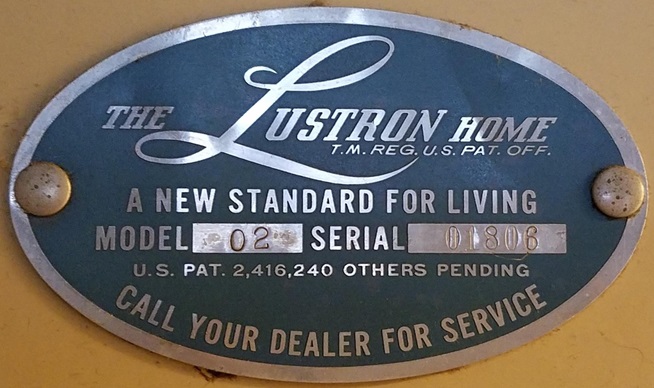 THE LUSTRON HOME
T.M. REG. U.S. PAT. OFF.
A NEW STANDARD FOR LIVING
MODEL 02 SERIAL 01806
U.S. PAT. 2,416,240 OTHERS PENDING
CALL YOUR DEALER FOR SERVICE